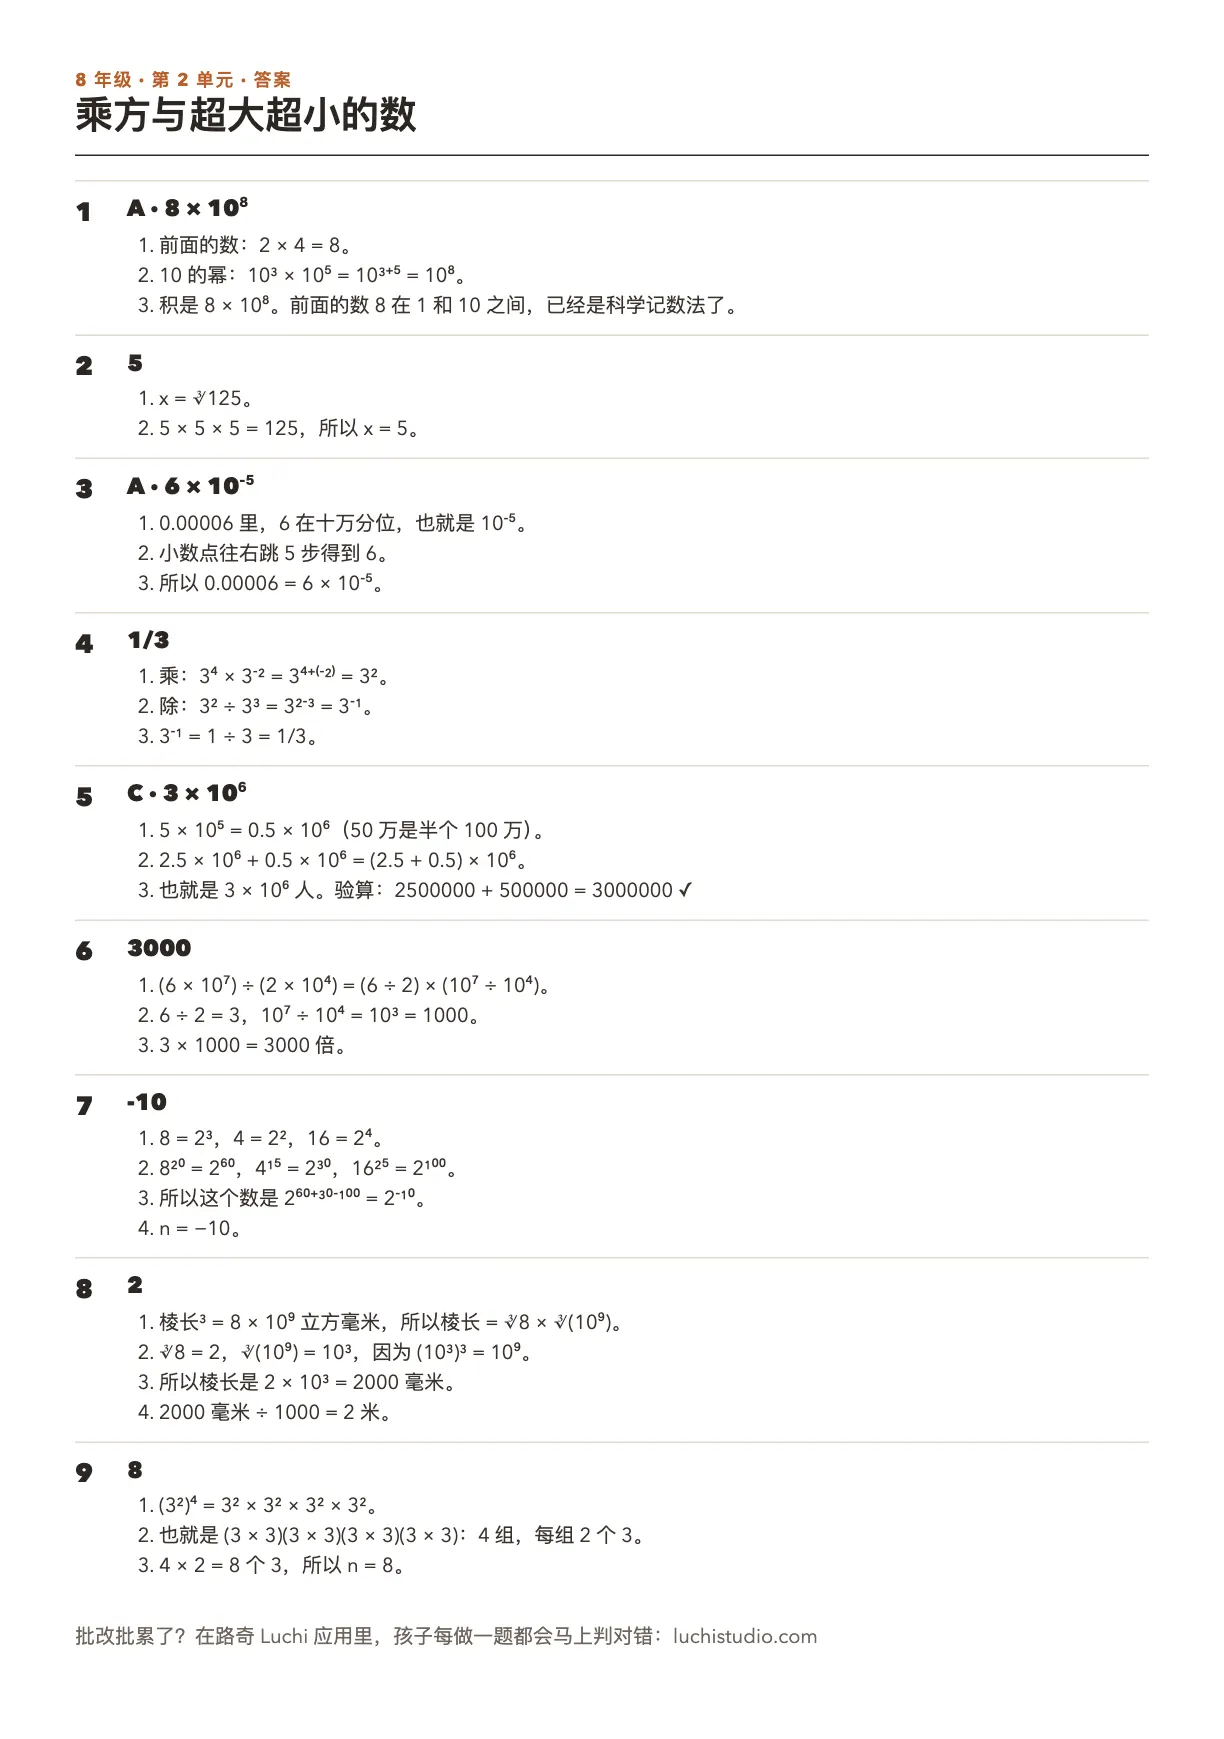 8 年级 · 第 2 单元 · 答案
乘方与超大超小的数
1 A · 8 × 10⁸
1. 前面的数：2 × 4 = 8。
2. 10 的幂：10³ × 10⁵ = 10³⁺⁵ = 10⁸。
3. 积是 8 × 10⁸。前面的数 8 在 1 和 10 之间，已经是科学记数法了。
2 5
1. x = ∛125。
2. 5 × 5 × 5 = 125，所以 x = 5。
3 A · 6 × 10⁻⁵
1. 0.00006 里，6 在十万分位，也就是 10⁻⁵。
2. 小数点往右跳 5 步得到 6。
3. 所以 0.00006 = 6 × 10⁻⁵。
4 1/3
1. 乘：3⁴ × 3⁻² = 3⁴⁺⁽⁻²⁾ = 3²。
2. 除：3² ÷ 3³ = 3²⁻³ = 3⁻¹。
3. 3⁻¹ = 1 ÷ 3 = 1/3。
5 C · 3 × 10⁶
1. 5 × 10⁵ = 0.5 × 10⁶（50 万是半个 100 万）。
2. 2.5 × 10⁶ + 0.5 × 10⁶ = (2.5 + 0.5) × 10⁶。
3. 也就是 3 × 10⁶ 人。验算：2500000 + 500000 = 3000000 ✓
6 3000
1. (6 × 10⁷) ÷ (2 × 10⁴) = (6 ÷ 2) × (10⁷ ÷ 10⁴)。
2. 6 ÷ 2 = 3，10⁷ ÷ 10⁴ = 10³ = 1000。
3. 3 × 1000 = 3000 倍。
7 -10
1. 8 = 2³，4 = 2²，16 = 2⁴。
2. 8²⁰ = 2⁶⁰，4¹⁵ = 2³⁰，16²⁵ = 2¹⁰⁰。
3. 所以这个数是 2⁶⁰⁺³⁰⁻¹⁰⁰ = 2⁻¹⁰。
4. n = −10。
8 2
1. 棱长³ = 8 × 10⁹ 立方毫米，所以棱长 = ∛8 × ∛(10⁹)。
2. ∛8 = 2，∛(10⁹) = 10³，因为 (10³)³ = 10⁹。
3. 所以棱长是 2 × 10³ = 2000 毫米。
4. 2000 毫米 ÷ 1000 = 2 米。
9 8
1. (3²)⁴ = 3² × 3² × 3² × 3²。
2. 也就是 (3 × 3)(3 × 3)(3 × 3)(3 × 3)：4 组，每组 2 个 3。
3. 4 × 2 = 8 个 3，所以 n = 8。
批改批累了？在路奇 Luchi 应用里，孩子每做一题都会马上判对错：luchistudio.com